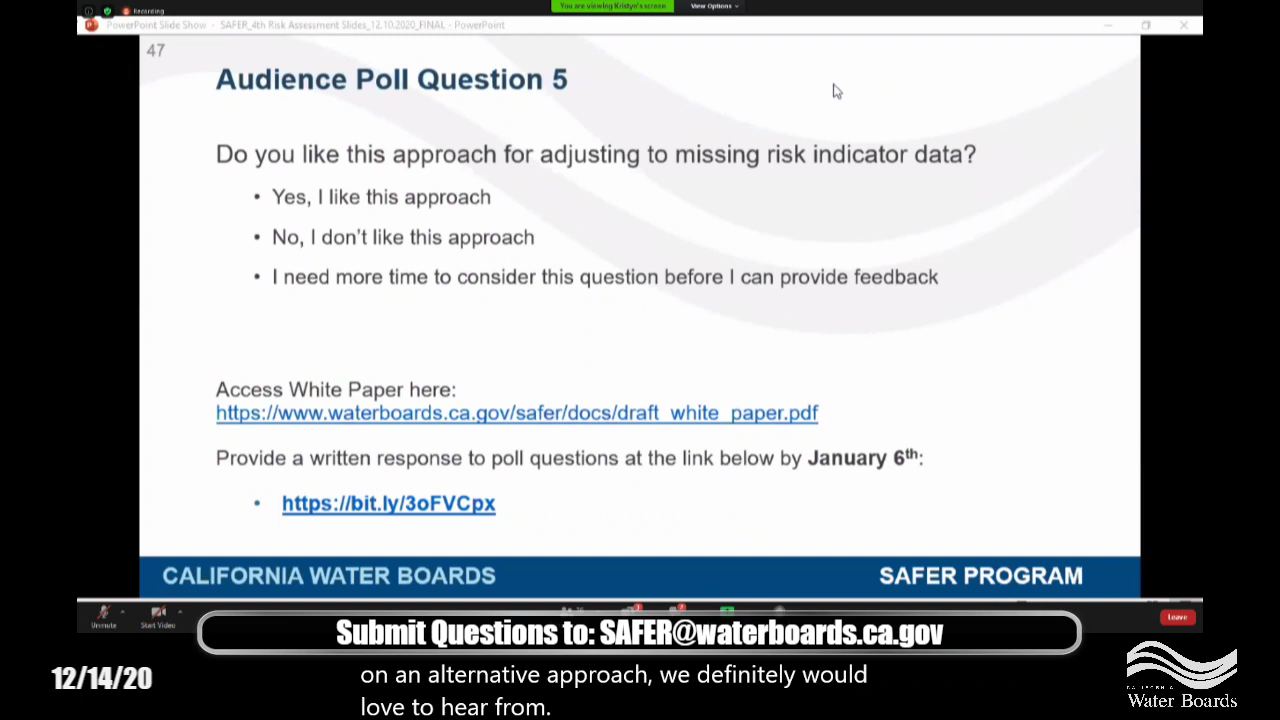 Recording
You are viewing Kristyn's screen
View Options
PowerPoint Slide Show - SAFER_4th Risk Assessment Slides_12.10.2020_FINAL - PowerPoint
47
Audience Poll Question 5
Do you like this approach for adjusting to missing risk indicator data?
• Yes, I like this approach
• No, I don't like this approach
• I need more time to consider this question before I can provide feedback
Access White Paper here:
https://www.waterboards.ca.gov/safer/docs/draft_white_paper.pdf
Provide a written response to poll questions at the link below by January 6th:
• https://bit.ly/3oFVCpx
CALIFORNIA WATER BOARDS
SAFER PROGRAM
Unmute
Start Video
Leave
Submit Questions to: SAFER@waterboards.ca.gov
on an alternative approach, we definitely would
love to hear from.
12/14/20
CALIFORNIA
Water Boards